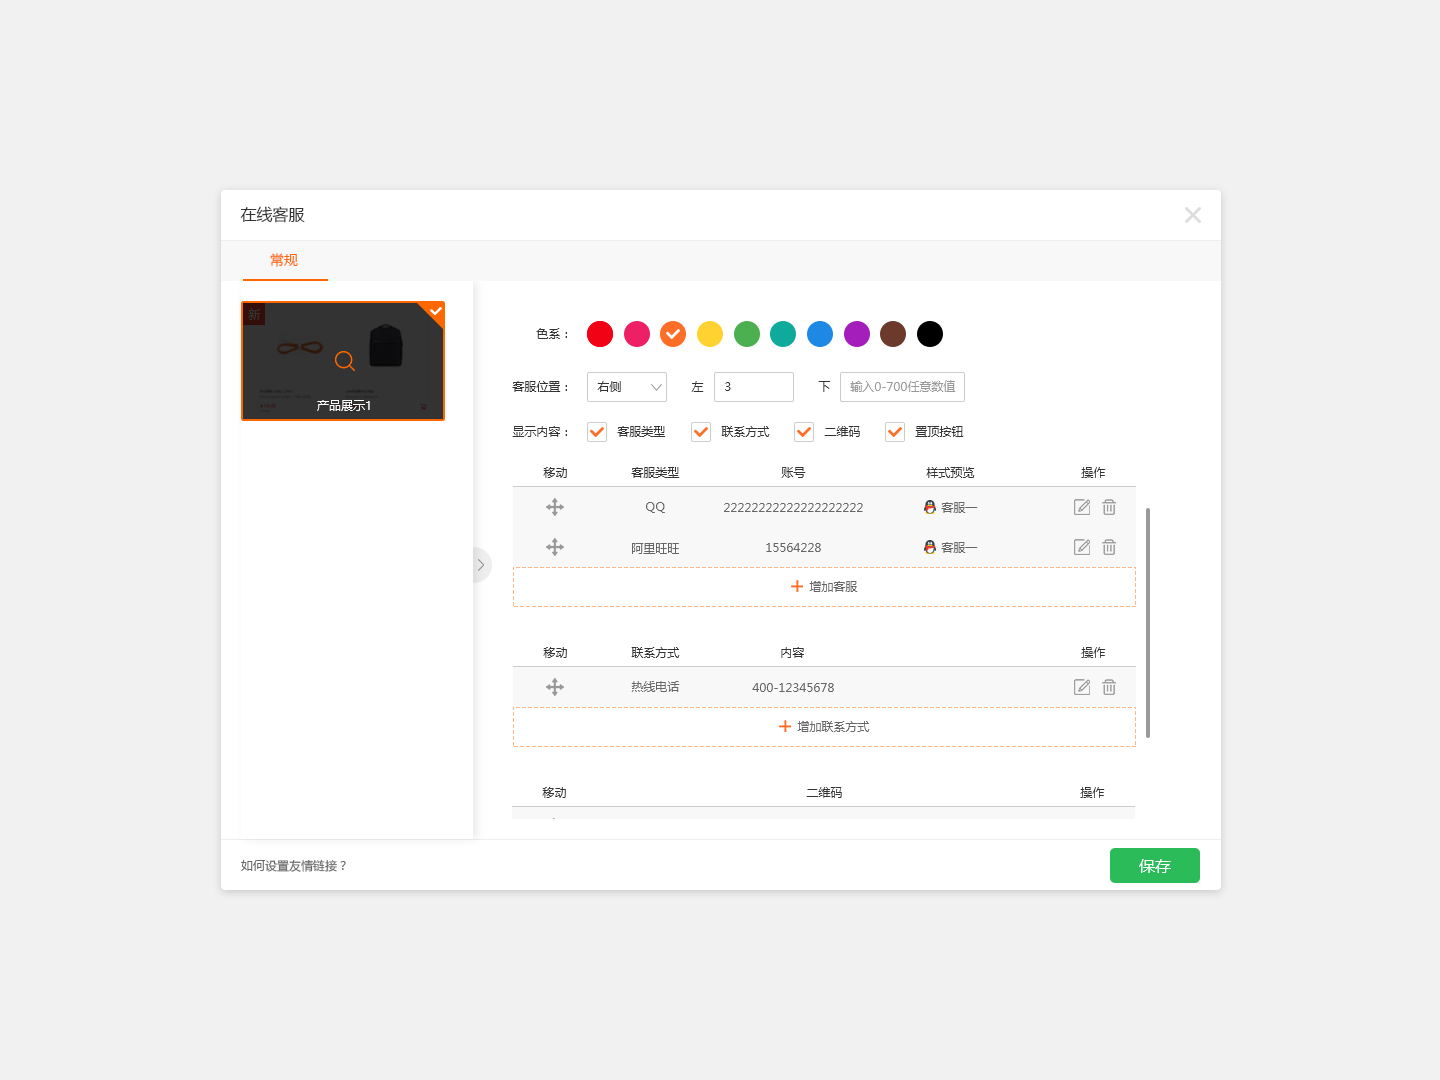 在线客服
常规
新
产品展示1
色系：
客服位置： 右侧 左 3 下 输入0-700任意数值
显示内容： 客服类型 联系方式 二维码 置顶按钮
移动 客服类型 账号 样式预览 操作
QQ 22222222222222222222 客服一
阿里旺旺 15564228 客服一
增加客服
移动 联系方式 内容 操作
热线电话 400-12345678
增加联系方式
移动 二维码 操作
如何设置友情链接？
保存